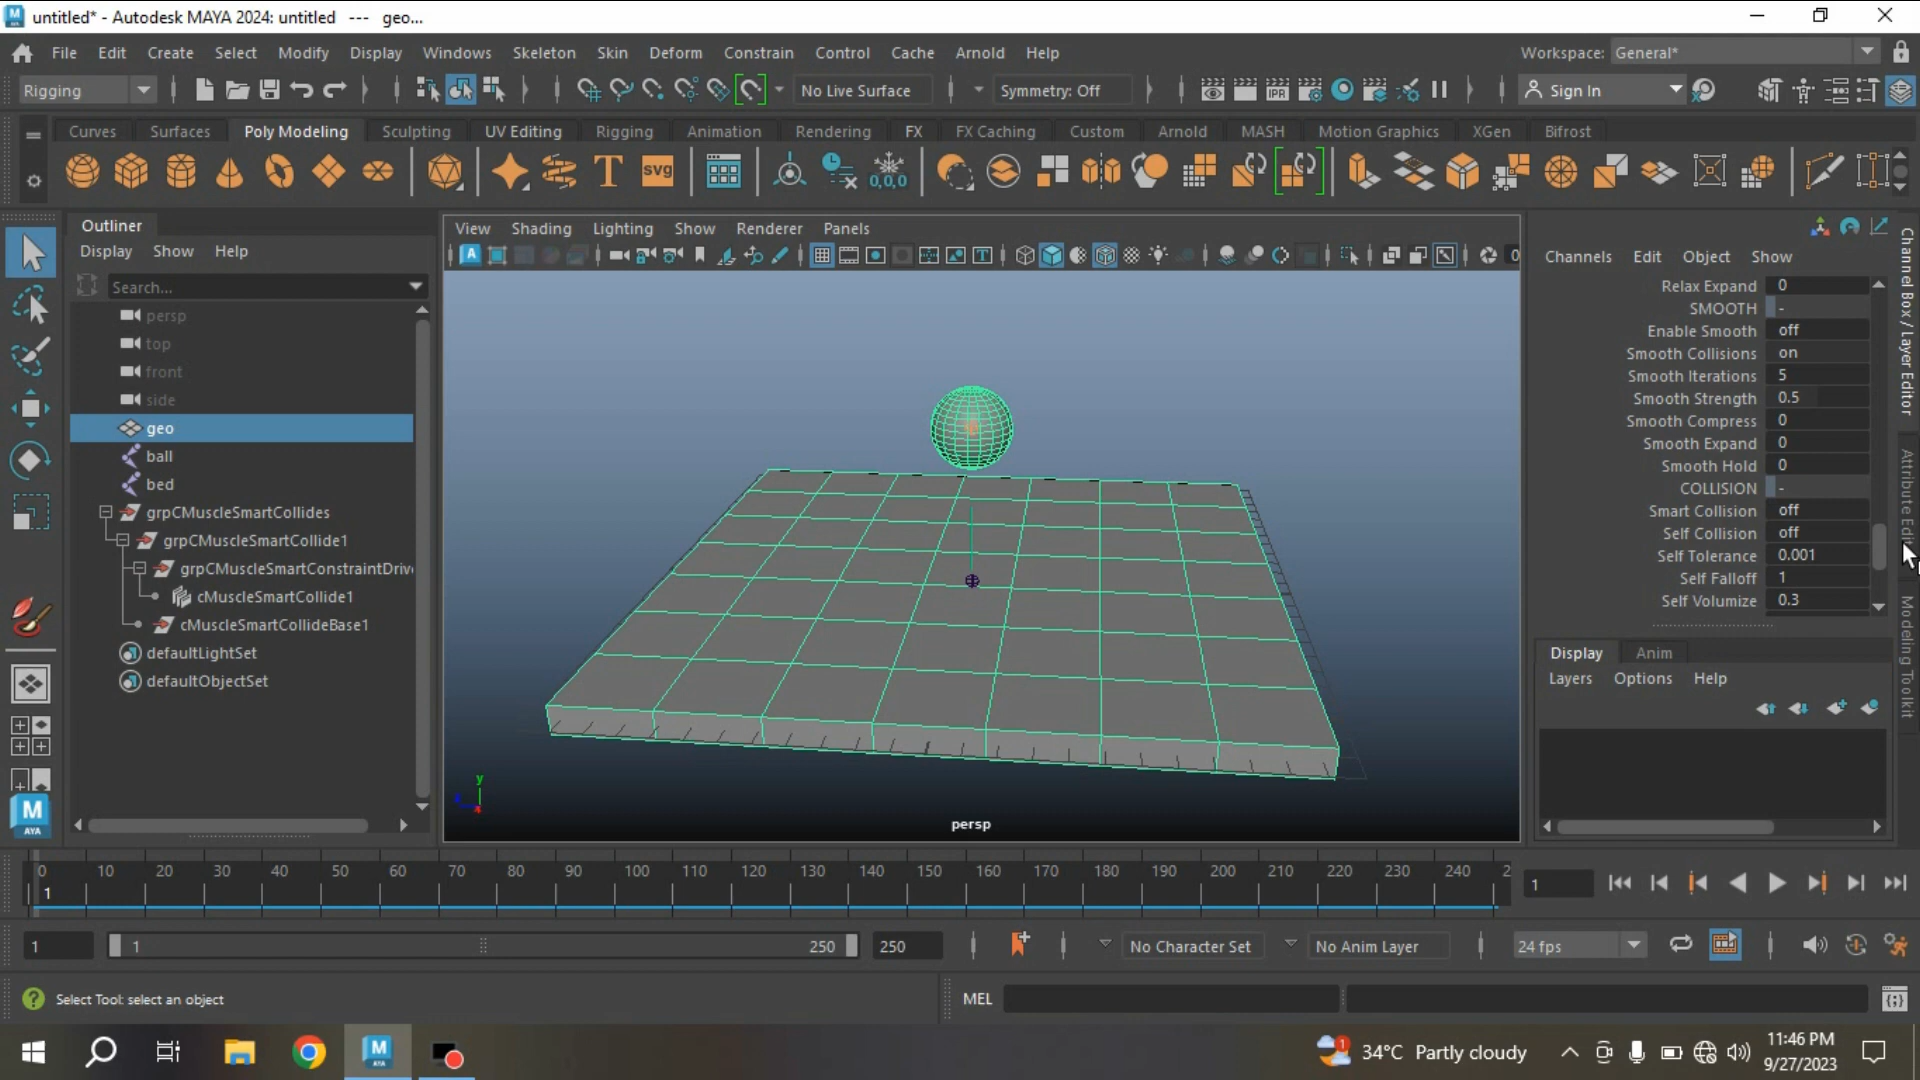 untitled* - Autodesk MAYA 2024: untitled --- geo...
File Edit Create Select Modify Display Windows Skeleton Skin Deform Constrain Control Cache Arnold Help
Workspace: General*
Rigging No Live Surface Symmetry: Off Sign In
IPR
Curves Surfaces Poly Modeling Sculpting UV Editing Rigging Animation Rendering FX FX Caching Custom Arnold MASH Motion Graphics XGen Bifrost
T SVG 0,0,0
Outliner
Display Show Help
Search...
persp
top
front
side
geo
ball
bed
grpCMuscleSmartCollides
grpCMuscleSmartCollide1
grpCMuscleSmartConstraintDriv
cMuscleSmartCollide1
cMuscleSmartCollideBase1
defaultLightSet
defaultObjectSet
M
AYA
View Shading Lighting Show Renderer Panels
y
persp
Channels Edit Object Show
Relax Expand 0
SMOOTH -
Enable Smooth off
Smooth Collisions on
Smooth Iterations 5
Smooth Strength 0.5
Smooth Compress 0
Smooth Expand 0
Smooth Hold 0
COLLISION -
Smart Collision off
Self Collision off
Self Tolerance 0.001
Self Falloff 1
Self Volumize 0.3
Channel Box / Layer Editor
Attribute Edit
Modeling Toolkit
Display Anim
Layers Options Help
0 10 20 30 40 50 60 70 80 90 100 110 120 130 140 150 160 170 180 190 200 210 220 230 240 2
1 1
1 1 250 250 No Character Set No Anim Layer 24 fps
Select Tool: select an object
MEL
34°C Partly cloudy
11:46 PM
9/27/2023